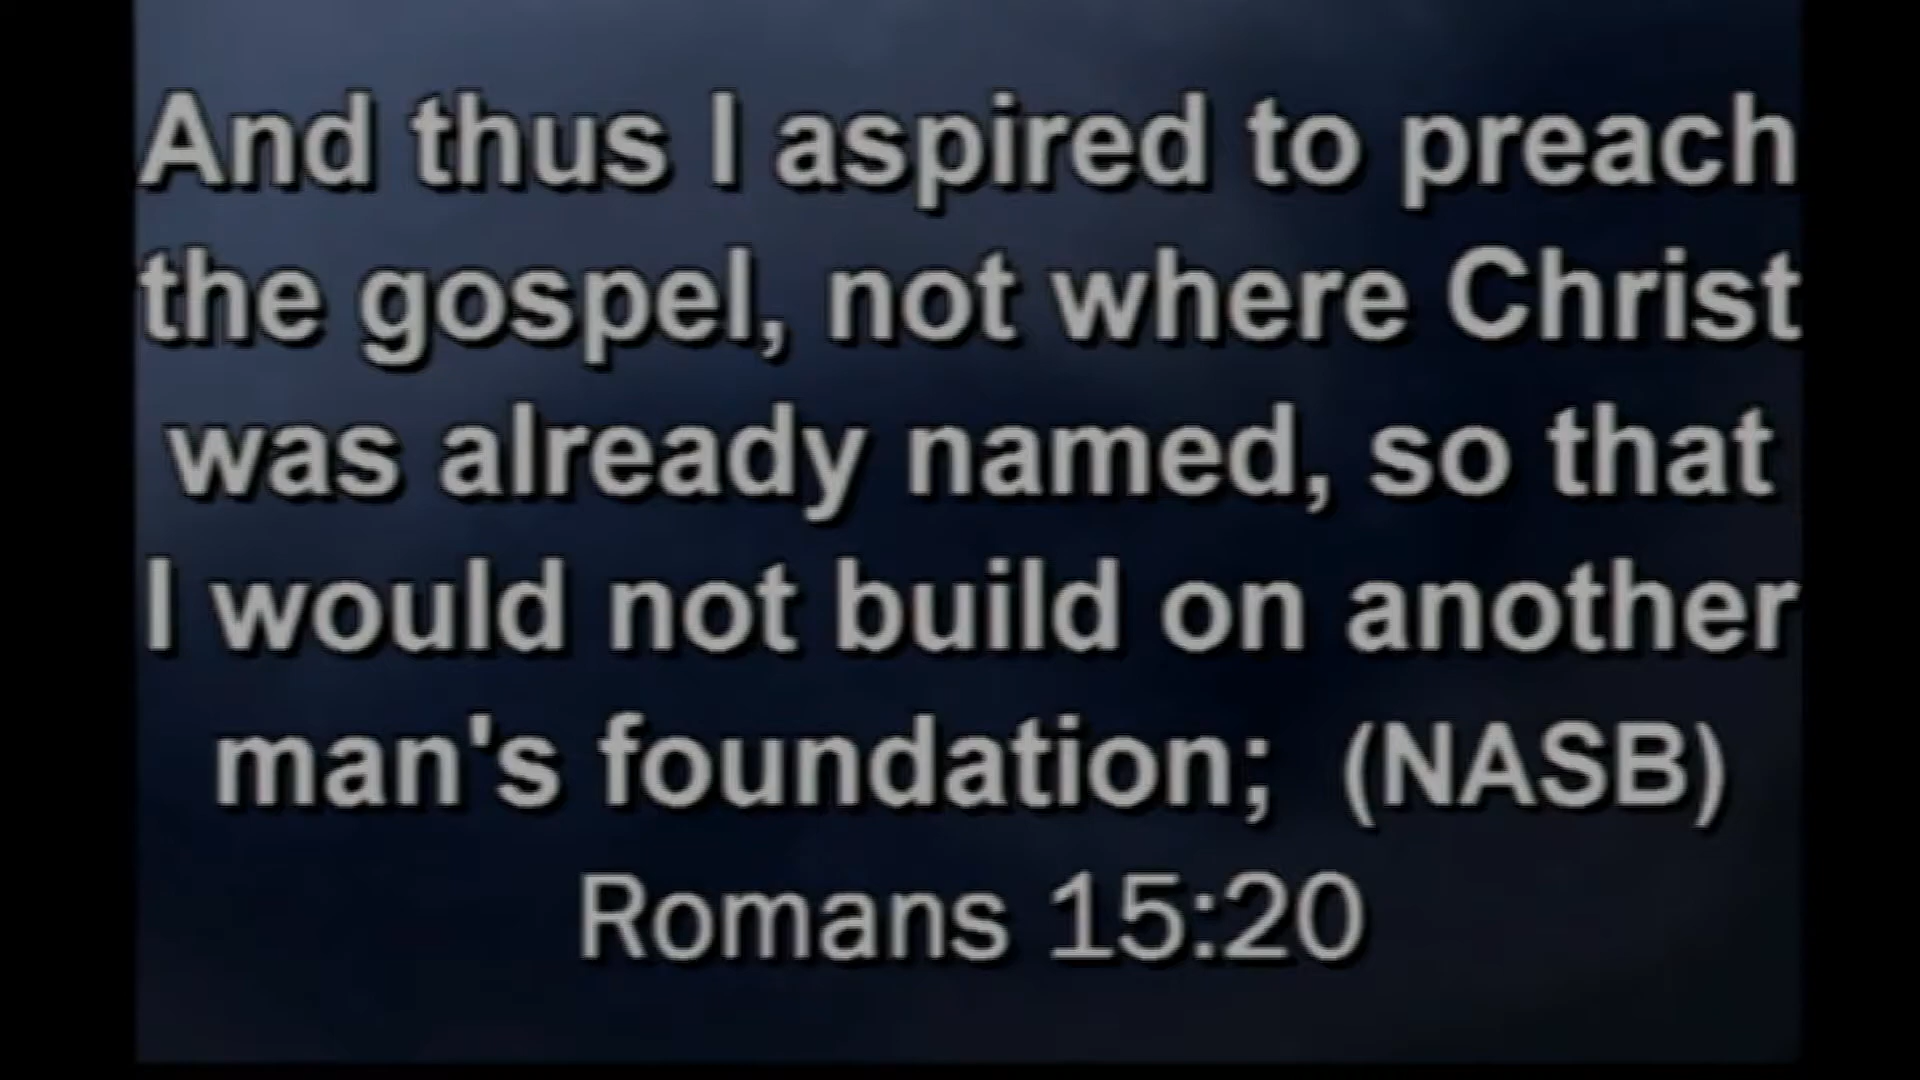 And thus I aspired to preach
the gospel, not where Christ
was already named, so that
I would not build on another
man's foundation;  (NASB)
Romans 15:20